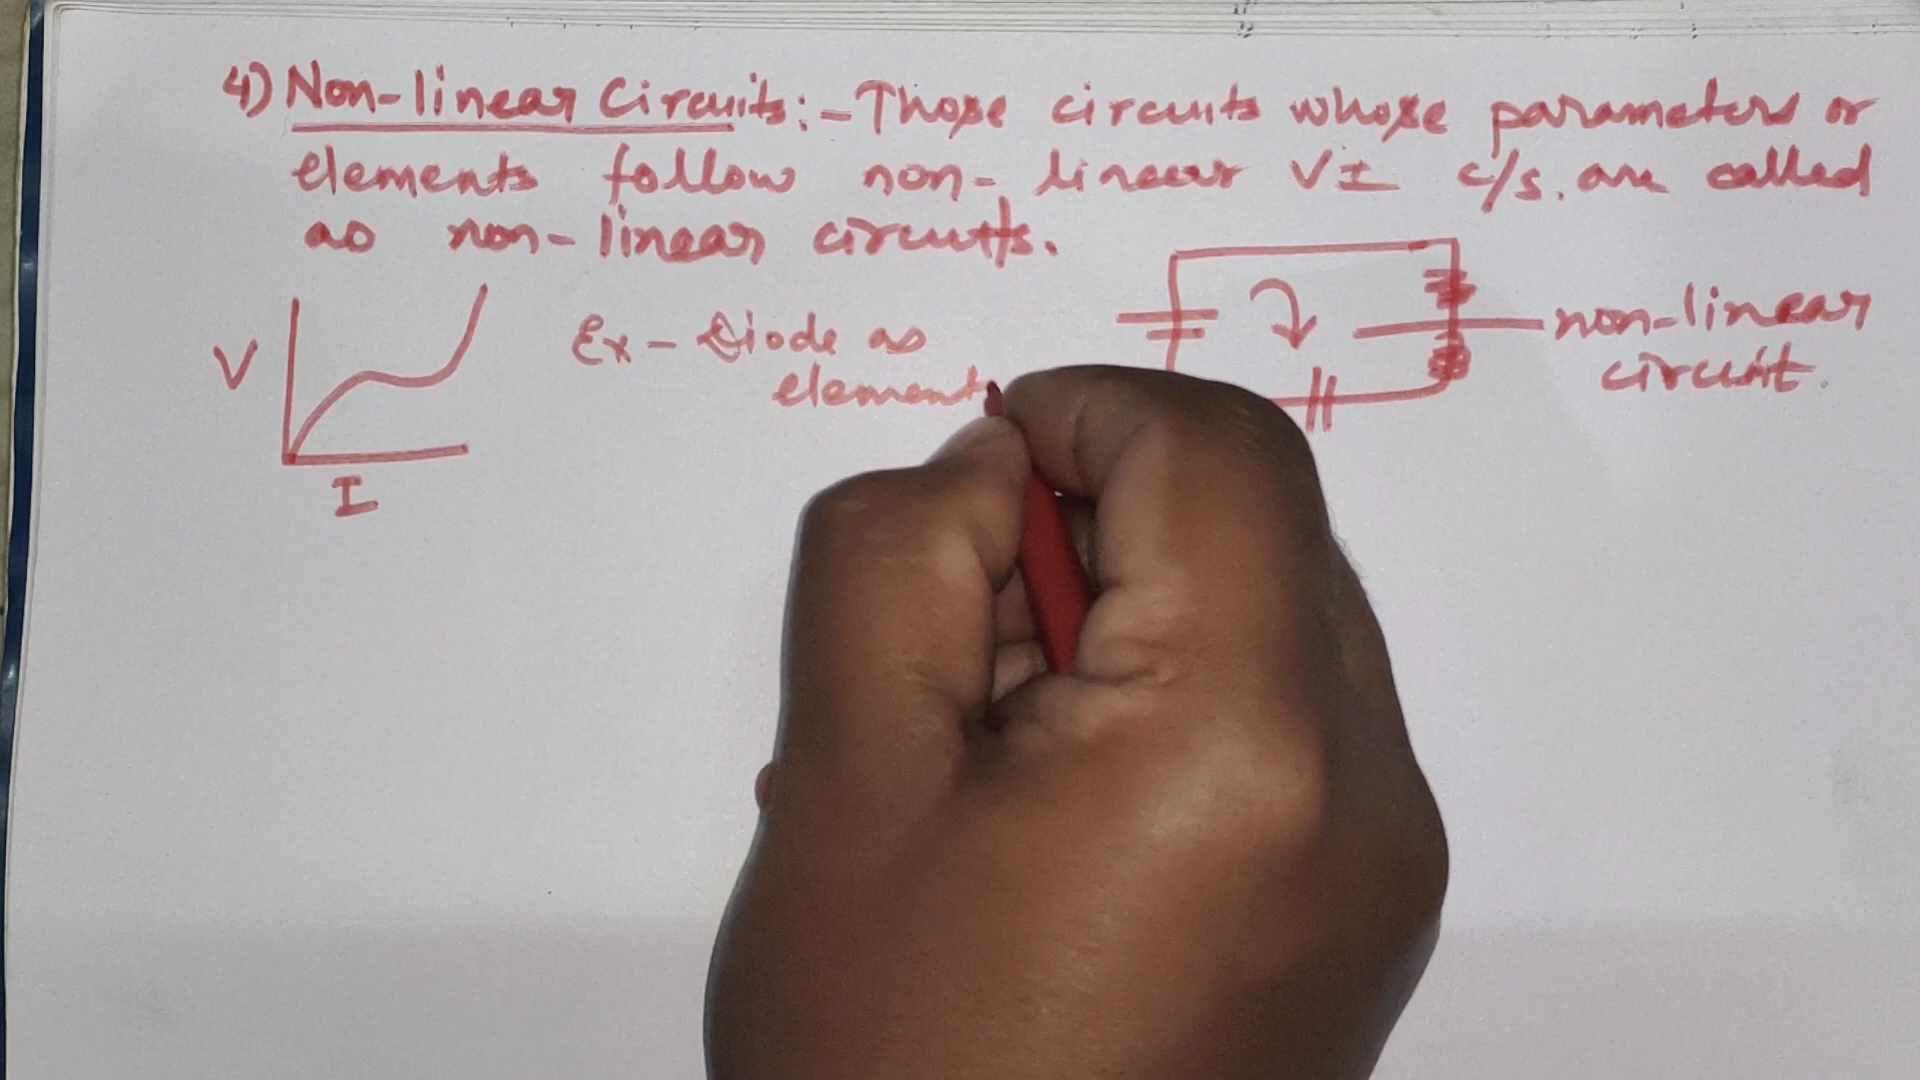 4) Non-linear Circuits:- Those circuits whose parameters or
elements follow non-linear VI c/s. are called
as non-linear circuits.
V
I
Ex - Diode as
element
non-linear
circuit.